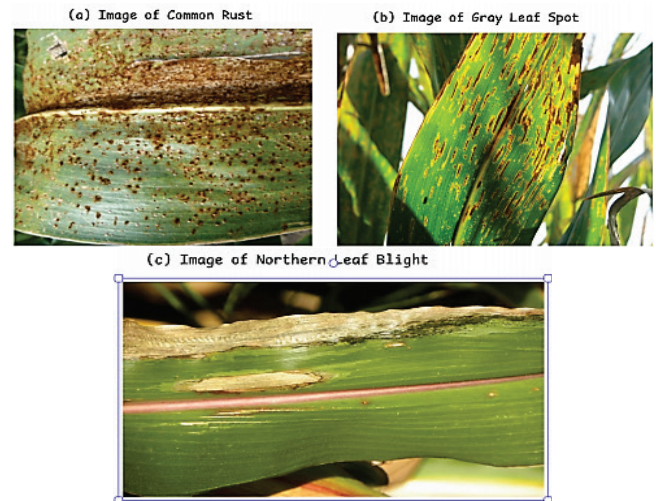 (a) Image of Common Rust
(b) Image of Gray Leaf Spot
(c) Image of Northern Leaf Blight